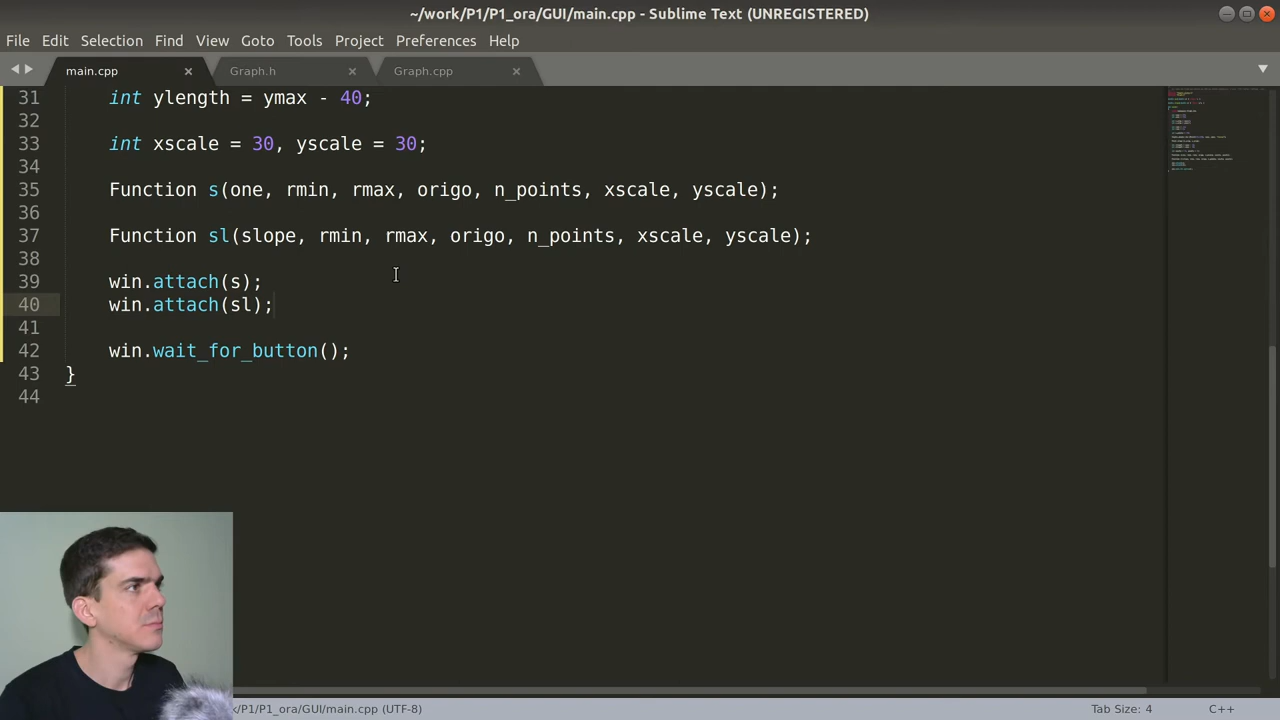 ~/work/P1/P1_ora/GUI/main.cpp - Sublime Text (UNREGISTERED)
File Edit Selection Find View Goto Tools Project Preferences Help
main.cpp Graph.h Graph.cpp
31 int ylength = ymax - 40;
32
33 int xscale = 30, yscale = 30;
34
35 Function s(one, rmin, rmax, origo, n_points, xscale, yscale);
36
37 Function sl(slope, rmin, rmax, origo, n_points, xscale, yscale);
38
39 win.attach(s);
40 win.attach(sl);
41
42 win.wait_for_button();
43 }
44
k/P1/P1_ora/GUI/main.cpp (UTF-8) Tab Size: 4 C++